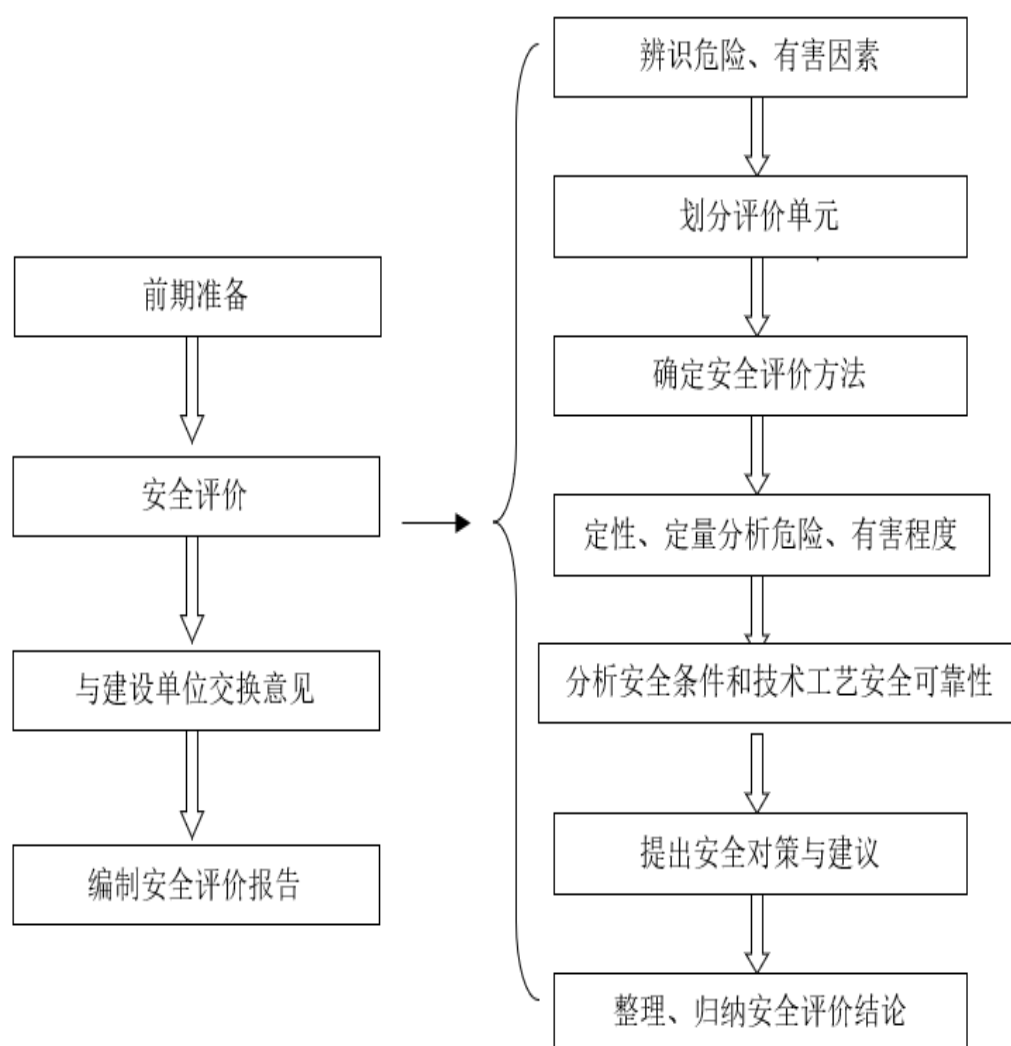 前期准备
安全评价
与建设单位交换意见
编制安全评价报告
辨识危险、有害因素
划分评价单元
确定安全评价方法
定性、定量分析危险、有害程度
分析安全条件和技术工艺安全可靠性
提出安全对策与建议
整理、归纳安全评价结论